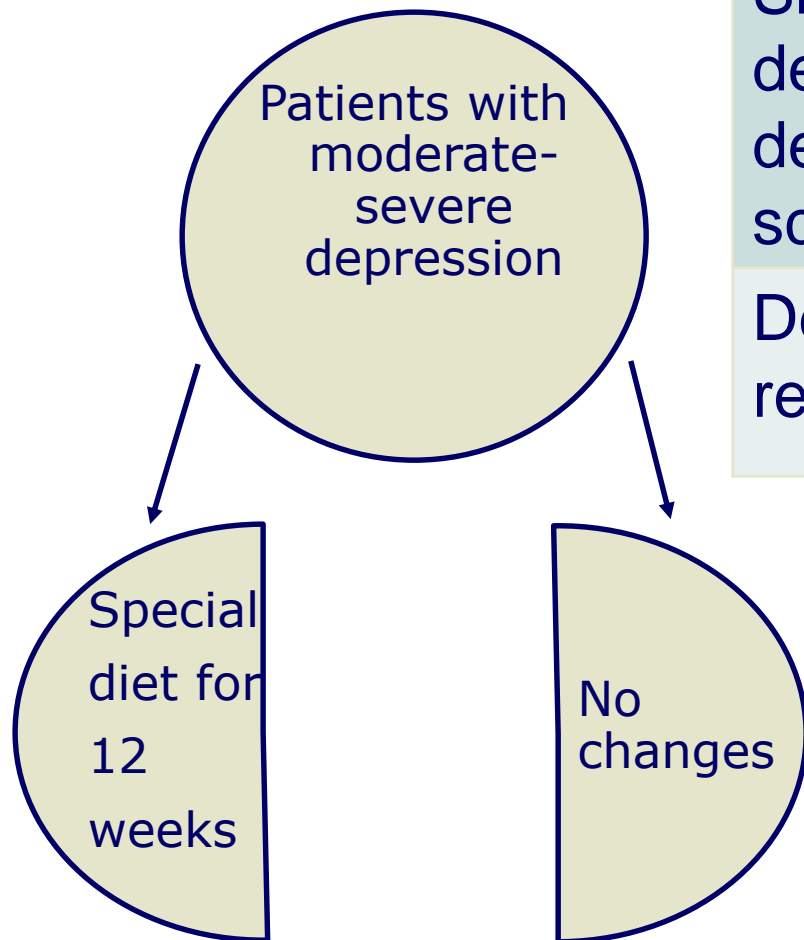 Patients with
moderate-
severe
depression
Special
diet for
12
weeks
No
changes